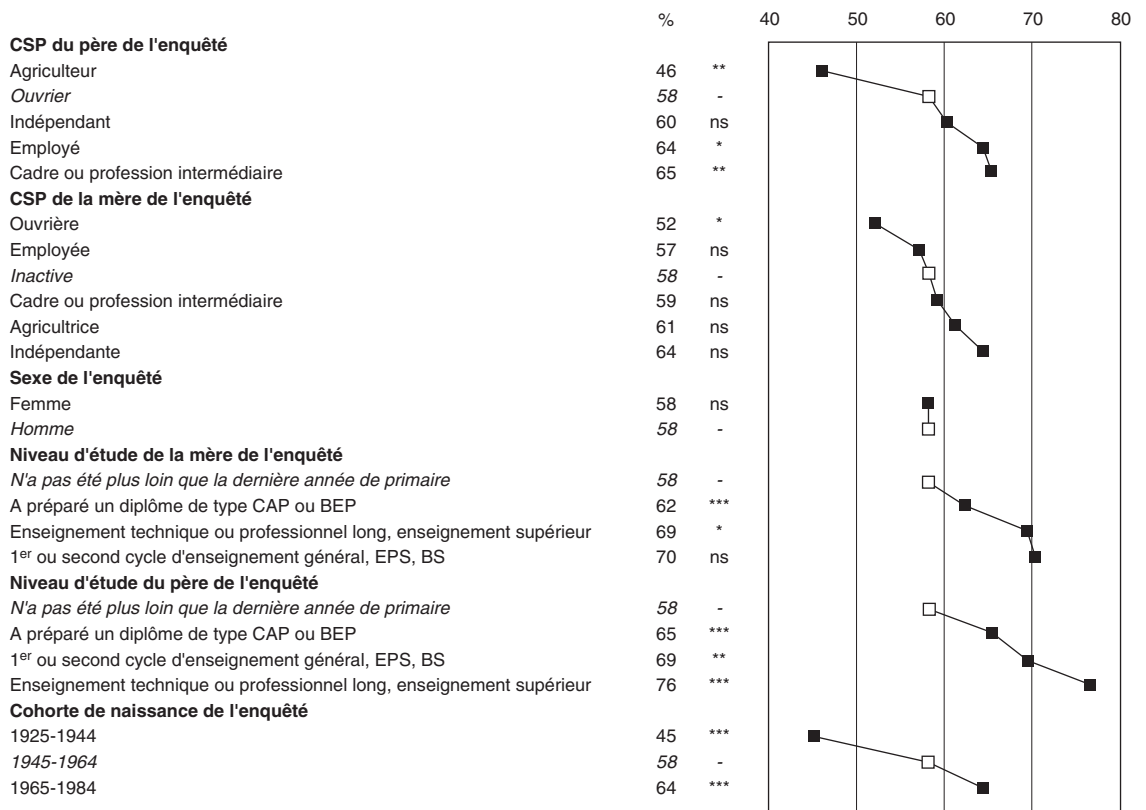 % 40 50 60 70 80
CSP du père de l'enquêté
Agriculteur 46 **
Ouvrier 58 -
Indépendant 60 ns
Employé 64 *
Cadre ou profession intermédiaire 65 **
CSP de la mère de l'enquêté
Ouvrière 52 *
Employée 57 ns
Inactive 58 -
Cadre ou profession intermédiaire 59 ns
Agricultrice 61 ns
Indépendante 64 ns
Sexe de l'enquêté
Femme 58 ns
Homme 58 -
Niveau d'étude de la mère de l'enquêté
N'a pas été plus loin que la dernière année de primaire 58 -
A préparé un diplôme de type CAP ou BEP 62 ***
Enseignement technique ou professionnel long, enseignement supérieur 69 *
1er ou second cycle d'enseignement général, EPS, BS 70 ns
Niveau d'étude du père de l'enquêté
N'a pas été plus loin que la dernière année de primaire 58 -
A préparé un diplôme de type CAP ou BEP 65 ***
1er ou second cycle d'enseignement général, EPS, BS 69 **
Enseignement technique ou professionnel long, enseignement supérieur 76 ***
Cohorte de naissance de l'enquêté
1925-1944 45 ***
1945-1964 58 -
1965-1984 64 ***